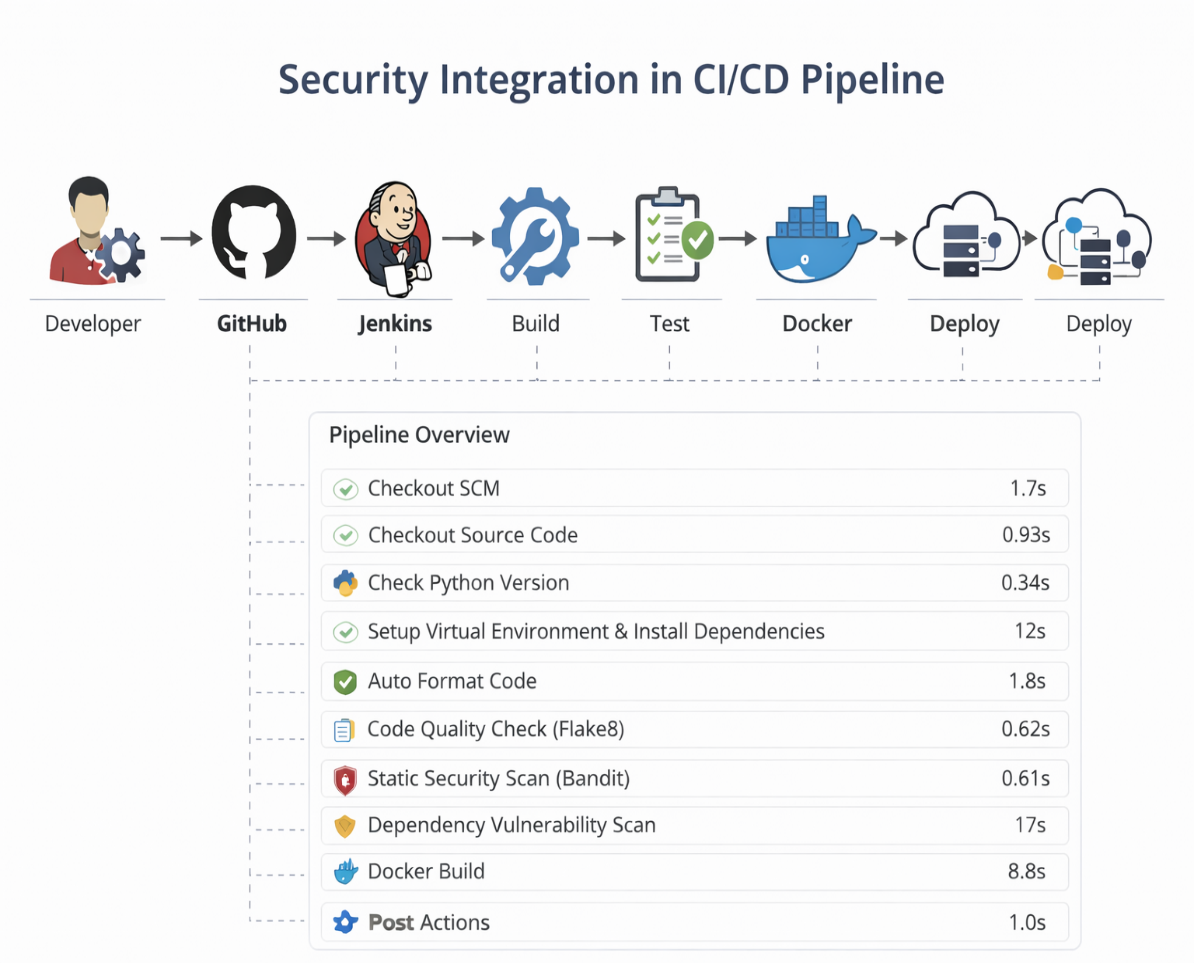 Security Integration in CI/CD Pipeline
Developer
GitHub
Jenkins
Build
Test
Docker
Deploy
Deploy
Pipeline Overview
Checkout SCM 1.7s
Checkout Source Code 0.93s
Check Python Version 0.34s
Setup Virtual Environment & Install Dependencies 12s
Auto Format Code 1.8s
Code Quality Check (Flake8) 0.62s
Static Security Scan (Bandit) 0.61s
Dependency Vulnerability Scan 17s
Docker Build 8.8s
Post Actions 1.0s